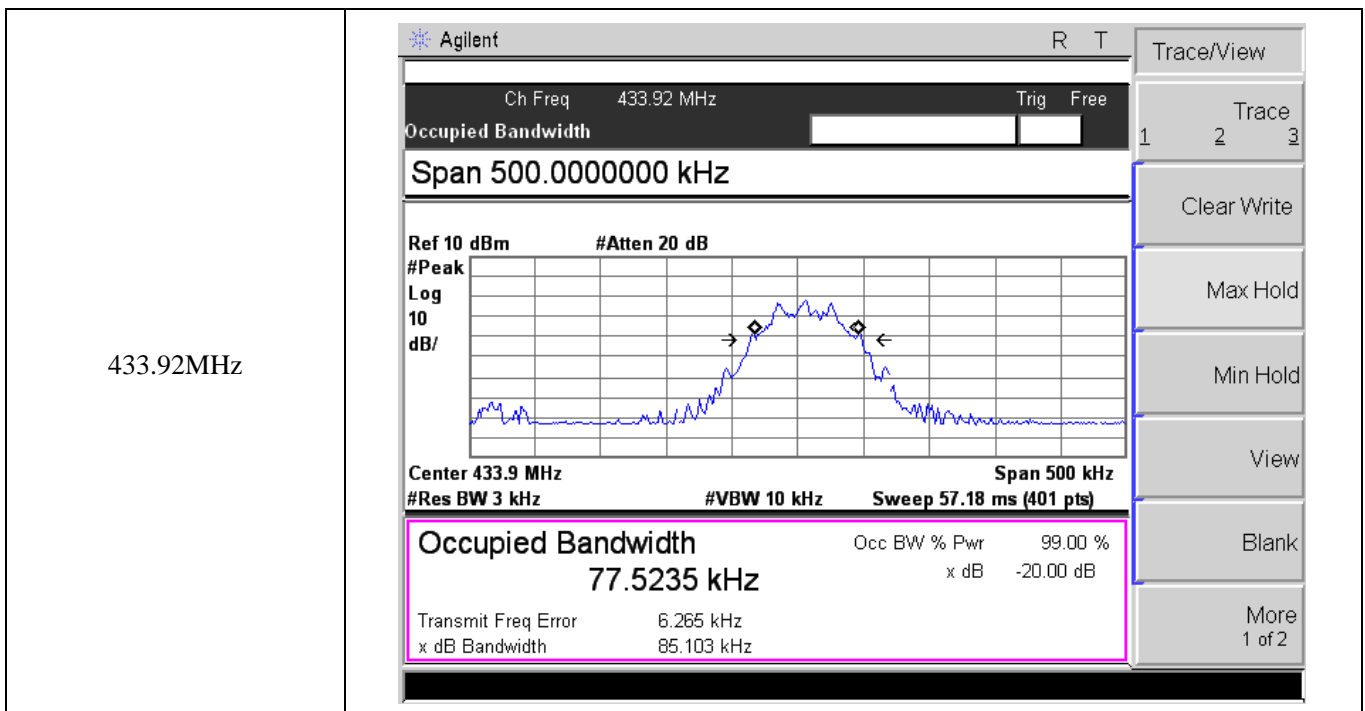 433.92MHz
Agilent R T
Ch Freq 433.92 MHz Trig Free
Occupied Bandwidth
Span 500.0000000 kHz
Ref 10 dBm #Atten 20 dB
#Peak
Log
10
dB/
Center 433.9 MHz Span 500 kHz
#Res BW 3 kHz #VBW 10 kHz Sweep 57.18 ms (401 pts)
Occupied Bandwidth
77.5235 kHz
Occ BW % Pwr 99.00 %
x dB -20.00 dB
Transmit Freq Error 6.265 kHz
x dB Bandwidth 85.103 kHz
Trace/View
Trace
1 2 3
Clear Write
Max Hold
Min Hold
View
Blank
More
1 of 2